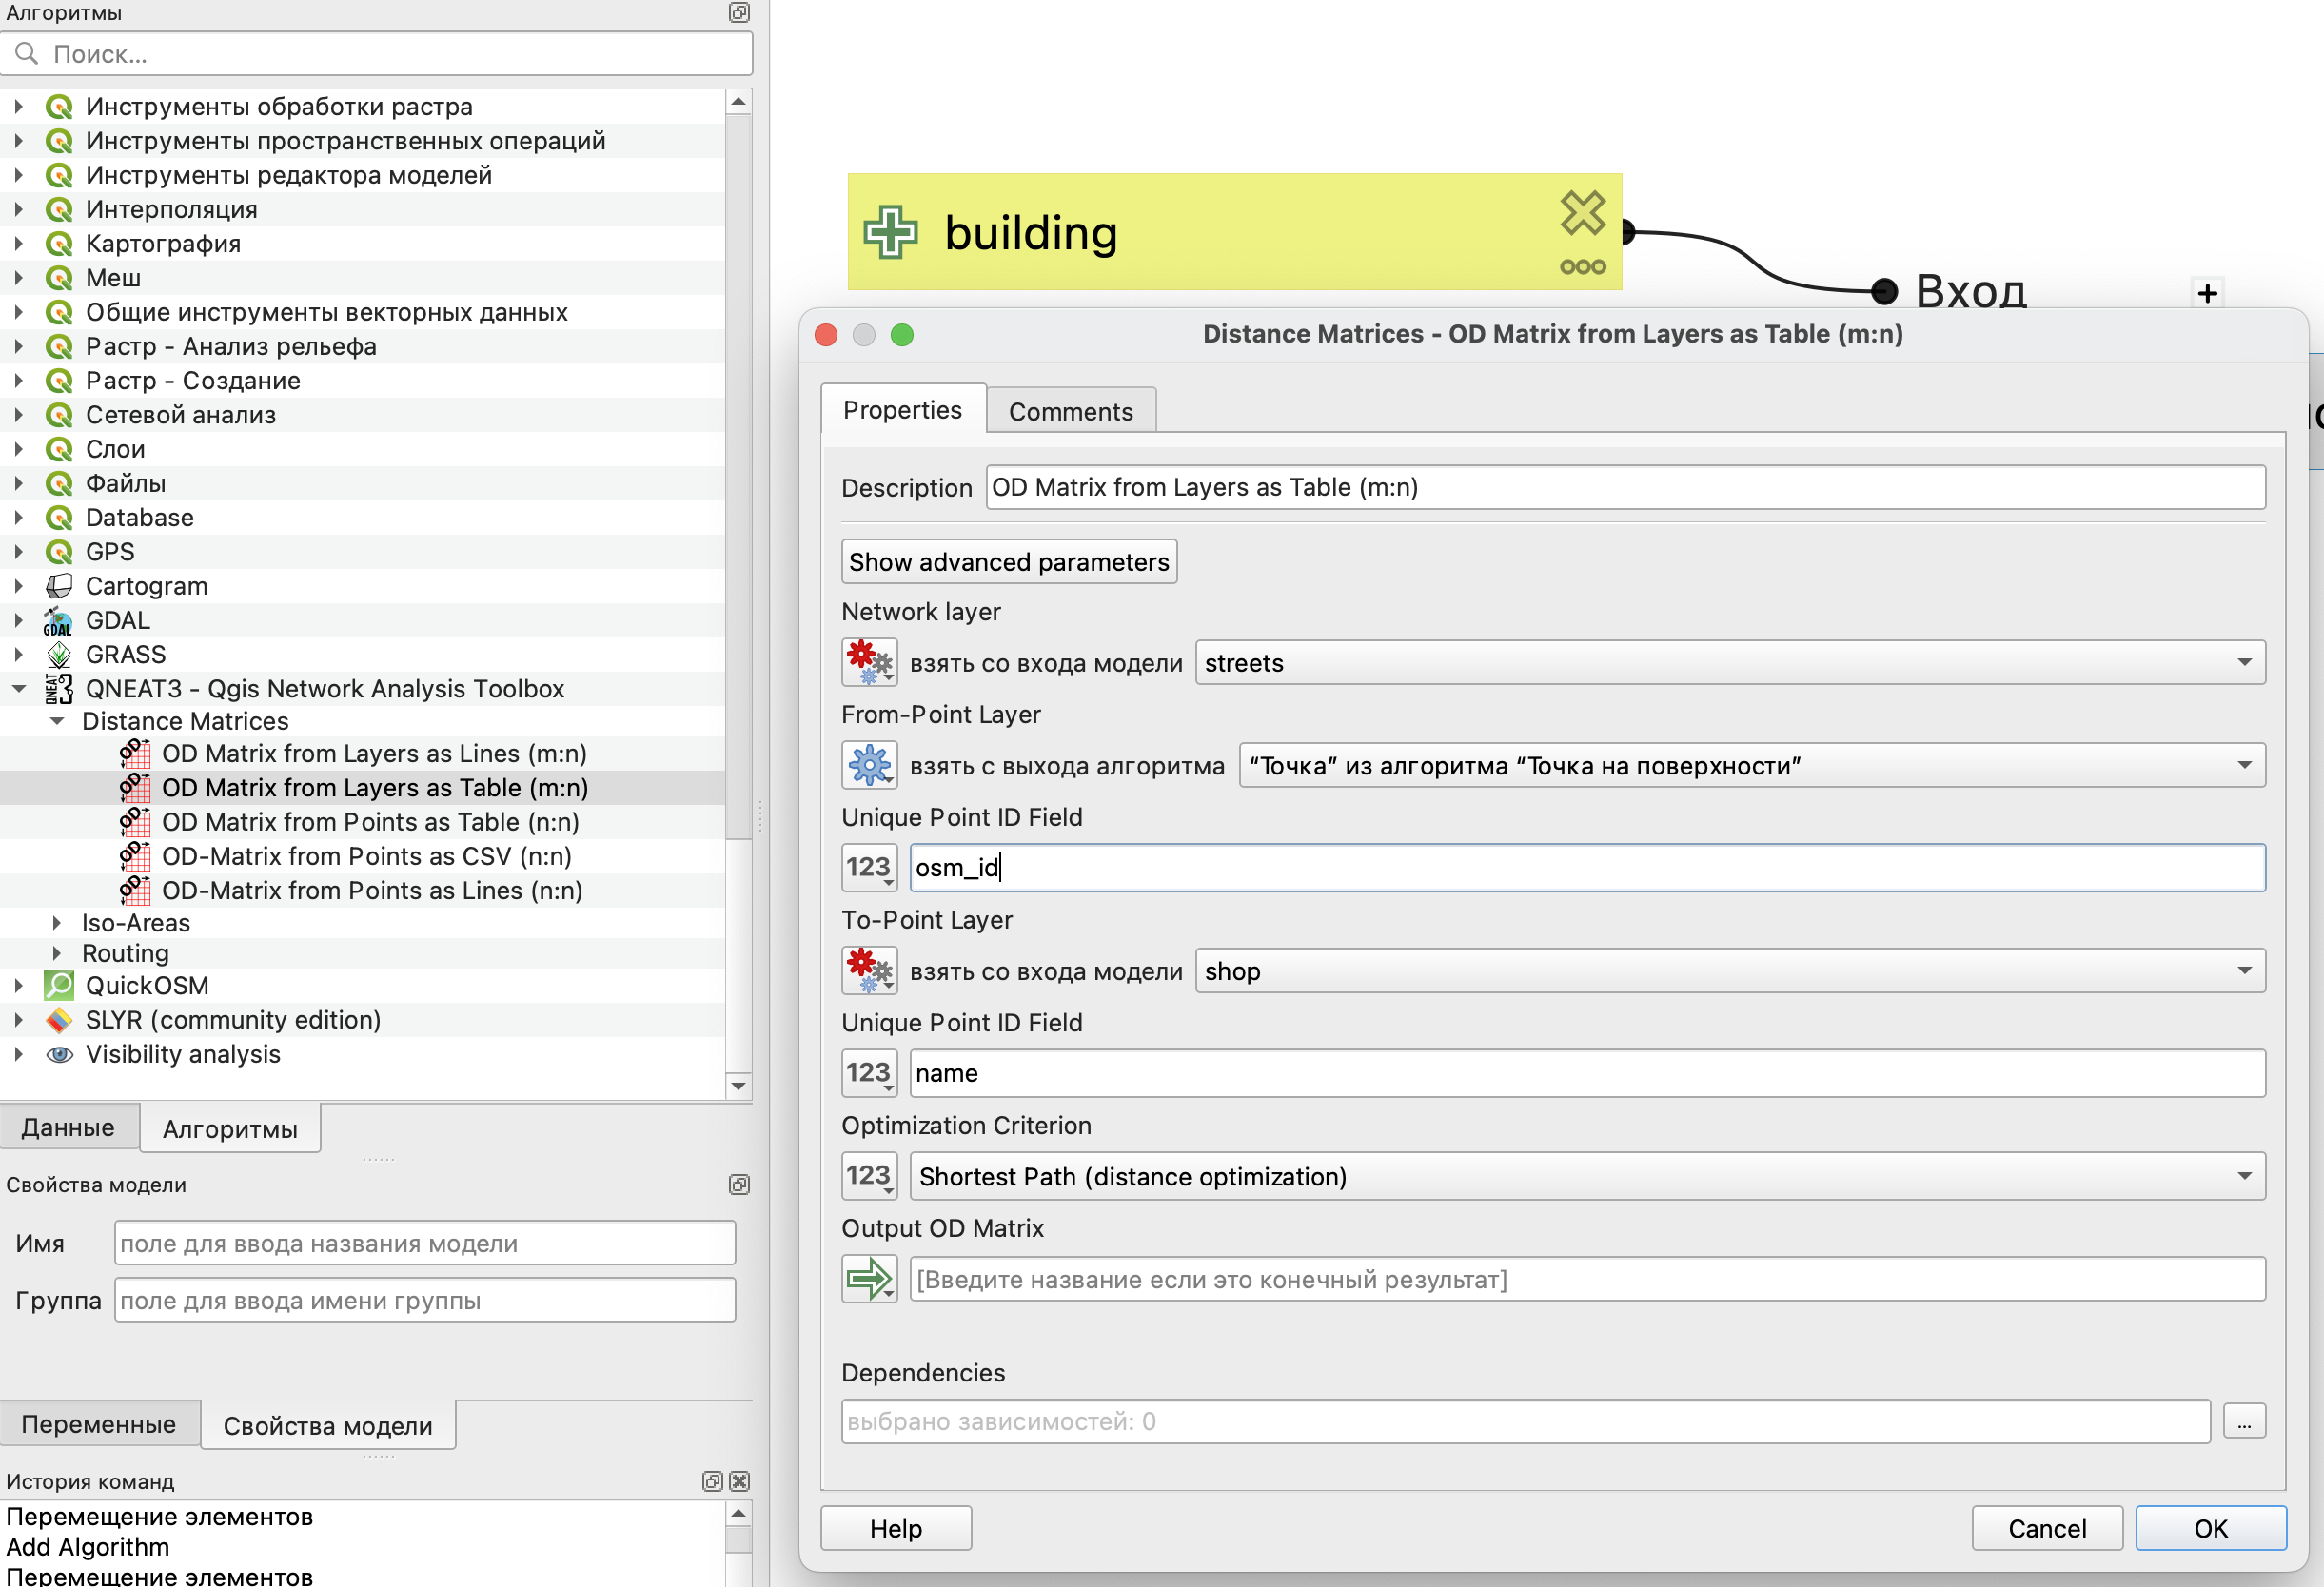 Алгоритмы
Поиск...
Инструменты обработки растра
Инструменты пространственных операций
Инструменты редактора моделей
Интерполяция
Картография
Меш
Общие инструменты векторных данных
Растр - Анализ рельефа
Растр - Создание
Сетевой анализ
Слои
Файлы
Database
GPS
Cartogram
GDAL GDAL
GRASS
QNEAT3 QNEAT3 - Qgis Network Analysis Toolbox
Distance Matrices
OD OD Matrix from Layers as Lines (m:n)
OD OD Matrix from Layers as Table (m:n)
OD OD Matrix from Points as Table (n:n)
OD OD-Matrix from Points as CSV (n:n)
OD OD-Matrix from Points as Lines (n:n)
Iso-Areas
Routing
QuickOSM
SLYR (community edition)
Visibility analysis
Данные Алгоритмы
Свойства модели
Имя поле для ввода названия модели
Группа поле для ввода имени группы
Переменные Свойства модели
История команд
Перемещение элементов
Add Algorithm
Перемещение элементов
building
Вход
Distance Matrices - OD Matrix from Layers as Table (m:n)
Properties Comments
Description OD Matrix from Layers as Table (m:n)
Show advanced parameters
Network layer
взять со входа модели streets
From-Point Layer
взять с выхода алгоритма “Точка” из алгоритма “Точка на поверхности”
Unique Point ID Field
123 osm_id
To-Point Layer
взять со входа модели shop
Unique Point ID Field
123 name
Optimization Criterion
123 Shortest Path (distance optimization)
Output OD Matrix
[Введите название если это конечный результат]
Dependencies
выбрано зависимостей: 0 ...
Help Cancel OK